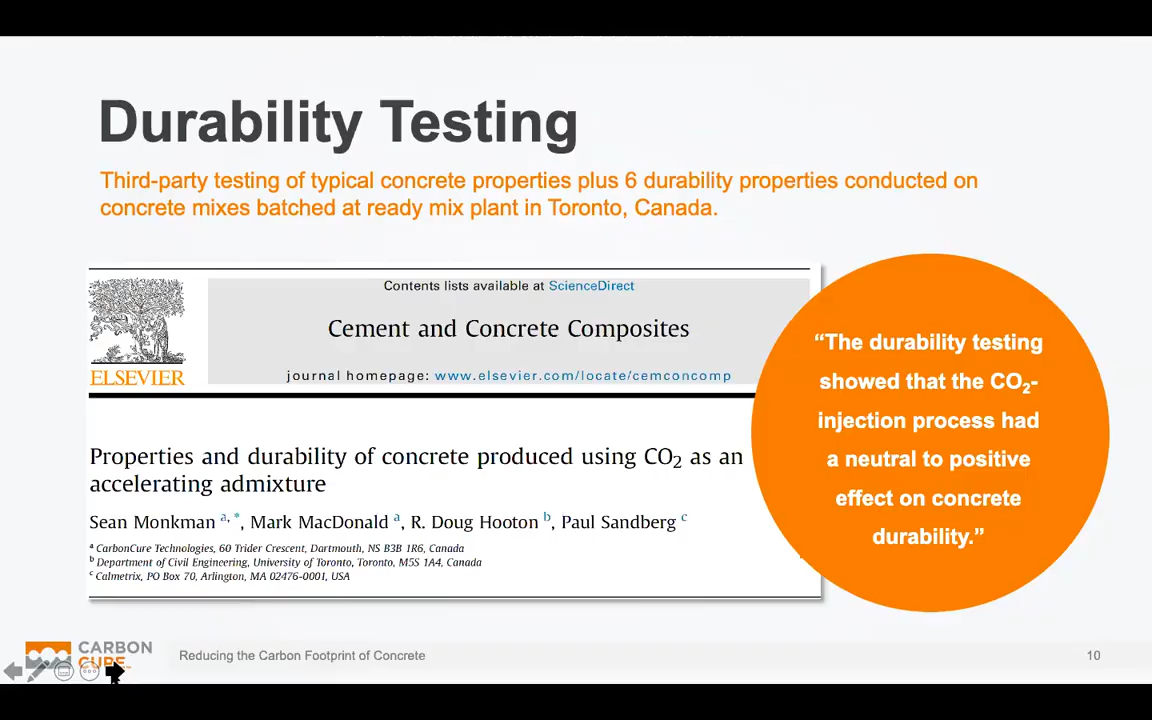 Durability Testing
Third-party testing of typical concrete properties plus 6 durability properties conducted on
concrete mixes batched at ready mix plant in Toronto, Canada.
Contents lists available at ScienceDirect
Cement and Concrete Composites
journal homepage: www.elsevier.com/locate/cemconcomp
ELSEVIER
Properties and durability of concrete produced using CO₂ as an
accelerating admixture
Sean Monkman a, *, Mark MacDonald a, R. Doug Hooton b, Paul Sandberg c
a CarbonCure Technologies, 60 Trider Crescent, Dartmouth, NS B3B 1R6, Canada
b Department of Civil Engineering, University of Toronto, Toronto, M5S 1A4, Canada
c Calmetrix, PO Box 70, Arlington, MA 02476-0001, USA
“The durability testing
showed that the CO₂-
injection process had
a neutral to positive
effect on concrete
durability.”
CARBON
CURE™
Reducing the Carbon Footprint of Concrete
10